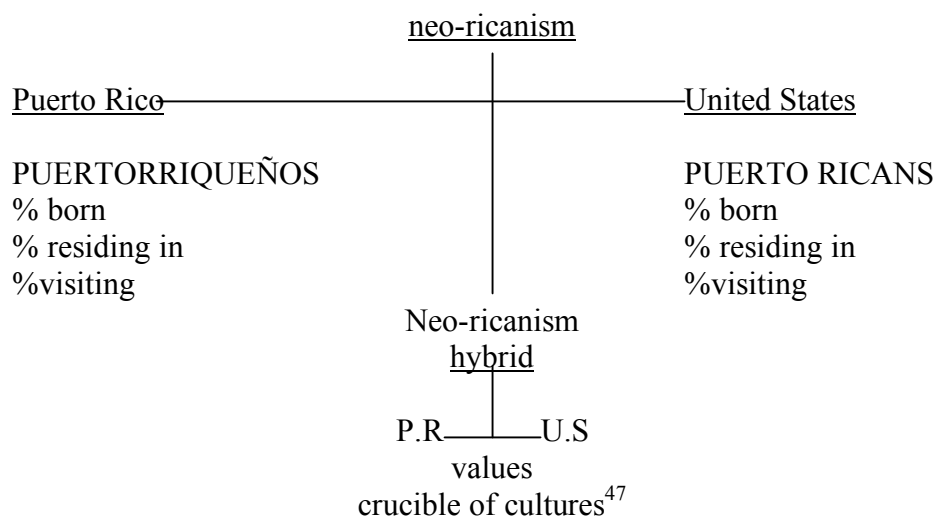 neo-ricanism
Puerto Rico United States
PUERTORRIQUEÑOS
% born
% residing in
%visiting
PUERTO RICANS
% born
% residing in
%visiting
Neo-ricanism
hybrid
P.R U.S
values
crucible of cultures47